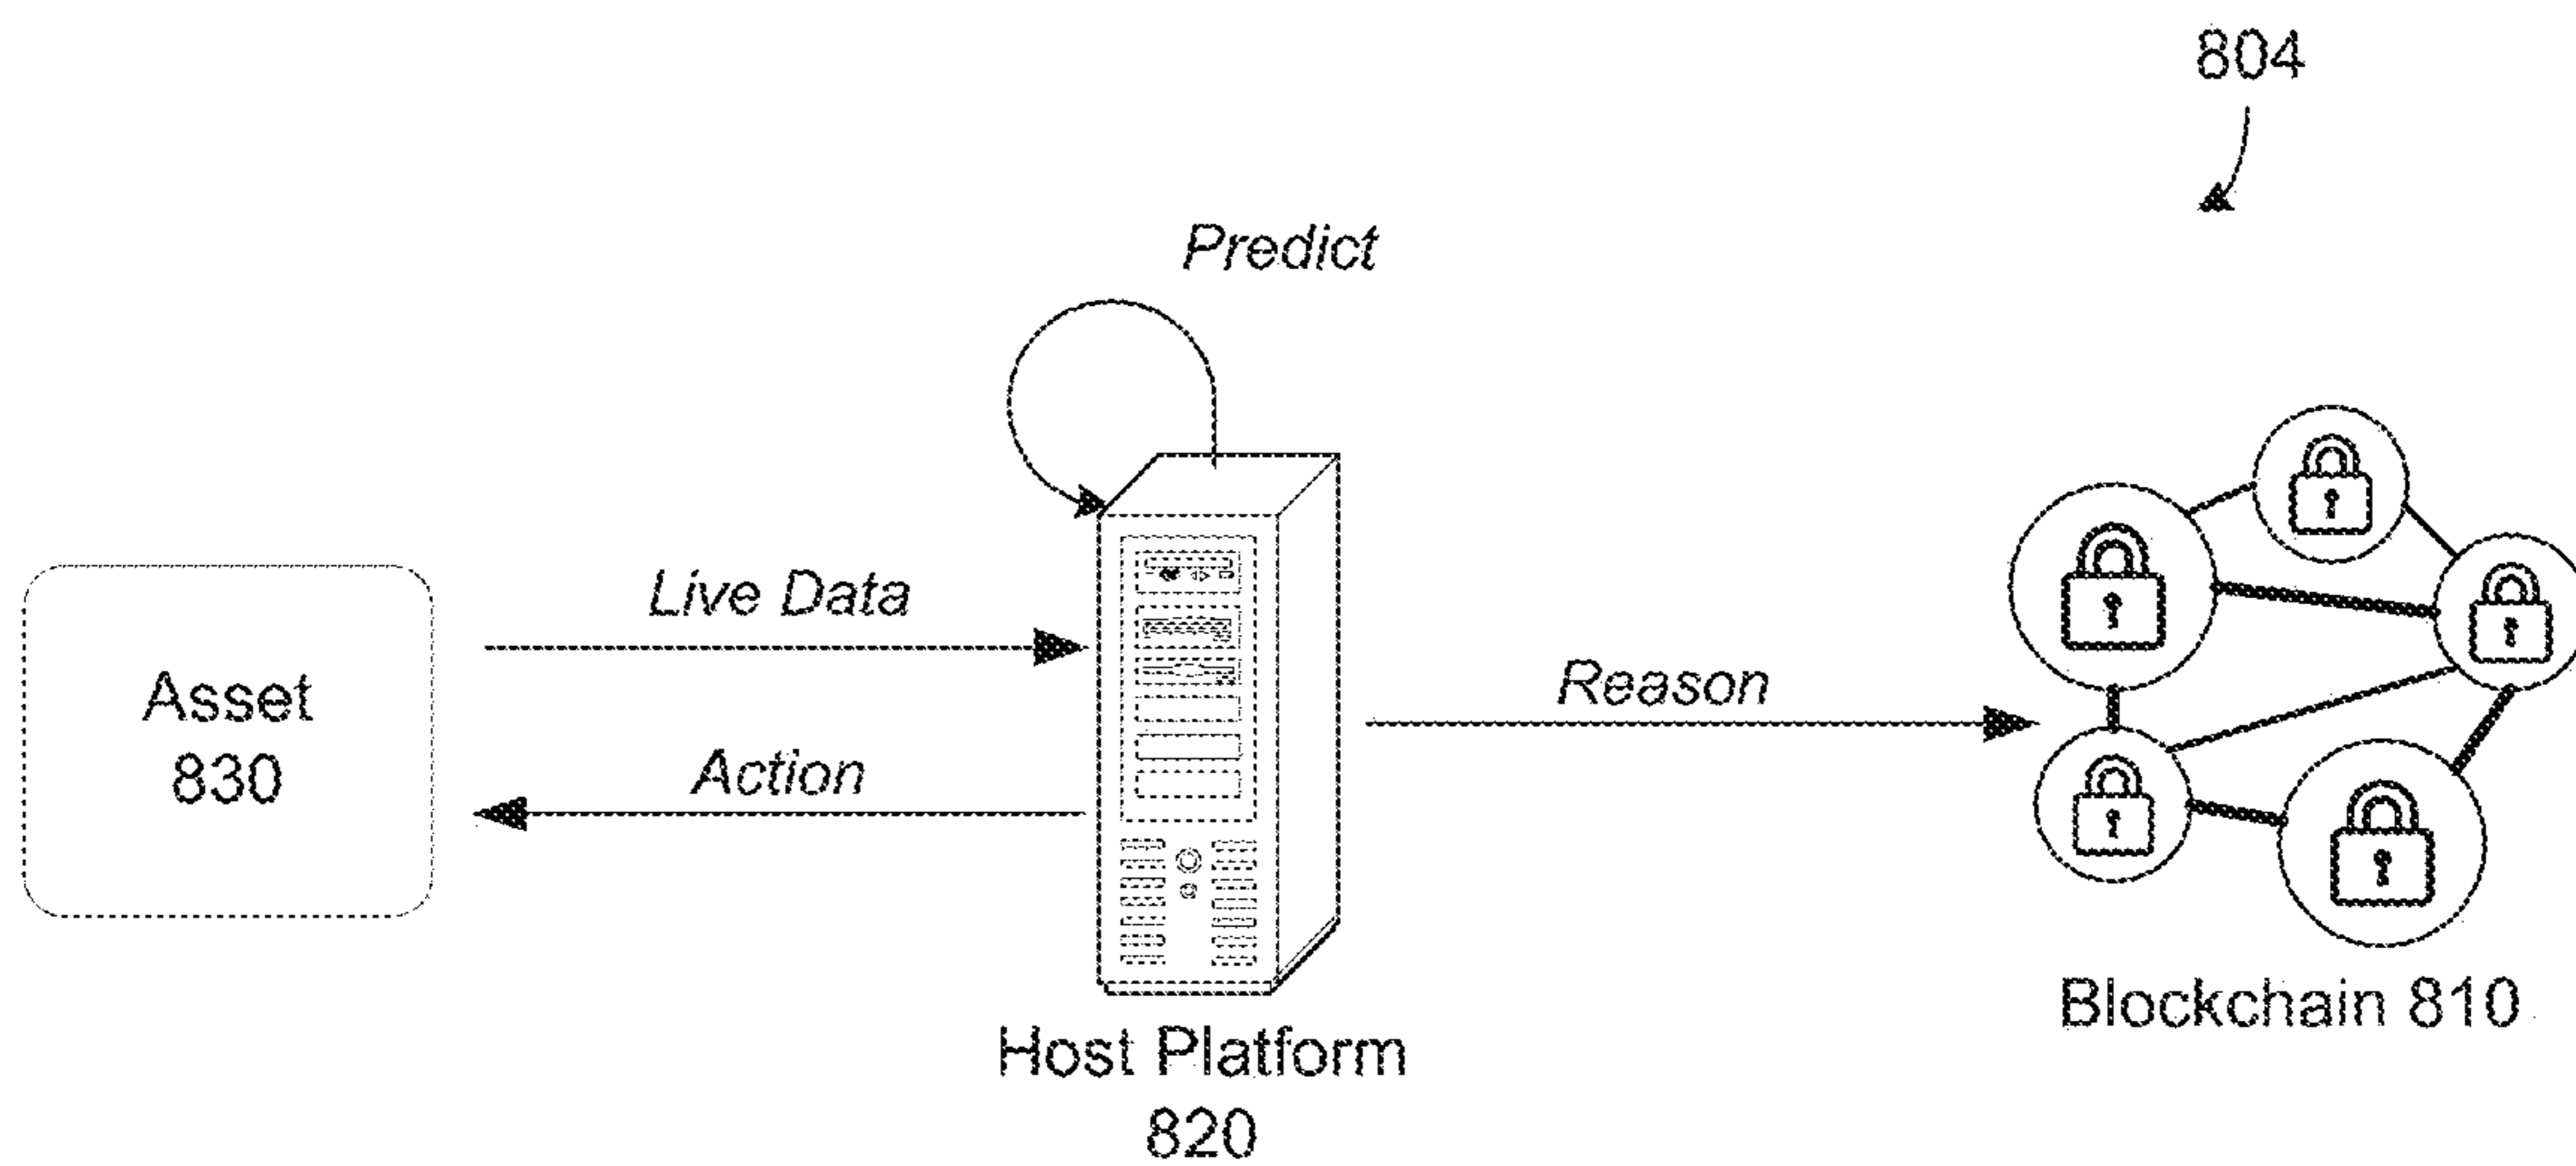 804
Predict
Live Data
Asset
830
Action
Reason
Blockchain 810
Host Platform
820